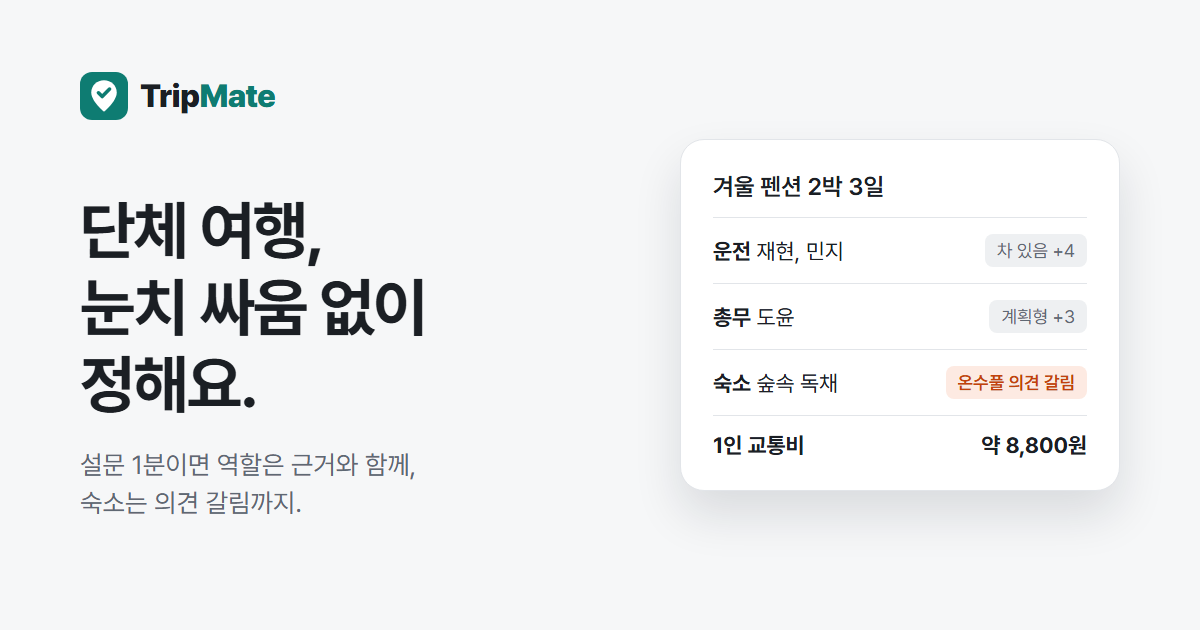 TripMate
단체 여행,
눈치 싸움 없이
정해요.
설문 1분이면 역할은 근거와 함께,
숙소는 의견 갈림까지.
겨울 펜션 2박 3일
운전 재현, 민지 차 있음 +4
총무 도윤 계획형 +3
숙소 숲속 독채 온수풀 의견 갈림
1인 교통비 약 8,800원